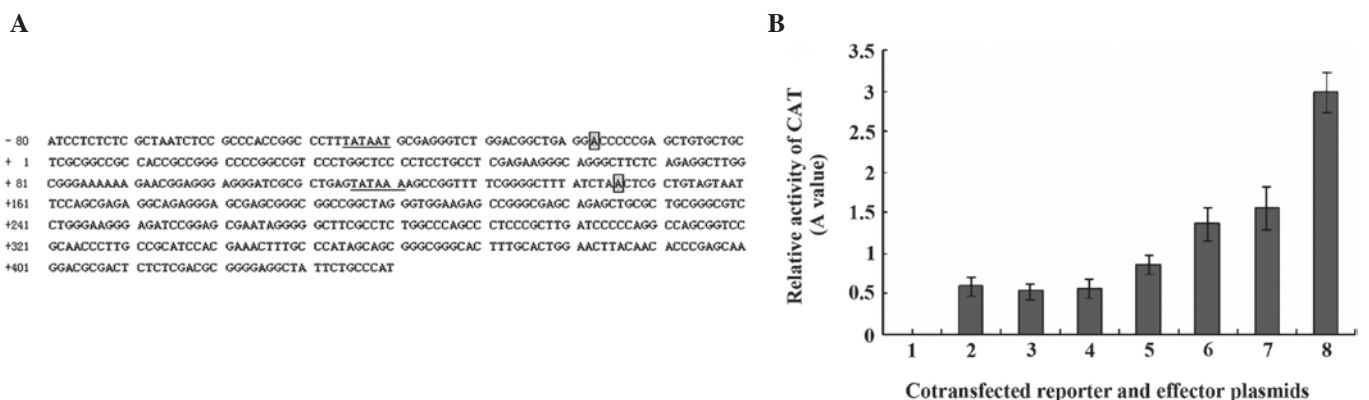 A
- 80 ATCCTCTCTC GCTAATCTCC GCCCACCGGC CCTTTATAAT GCGAGGGTCT GGACGGCTGA GGACCCCCGA GCTGTGCTGC
+ 1 TCGCGGCCGC CACCGCCGGG CCCCGGCCGT CCCTGGCTCC CCTCCTGCCT CGAGAAGGGC AGGGCTTCTC AGAGGCTTGG
+ 81 CGGGAAAAAA GAACGGAGGG AGGGATCGCG CTGAGTATAA AAGCCGGTTT TCGGGGCTTT ATCTAACTCG CTGTAGTAAT
+161 TCCAGCGAGA GGCAGAGGGA GCGAGCGGGC GGCCGGCTAG GGTGGAAGAG CCGGGCGAGC AGAGCTGCGC TGCGGGCGTC
+241 CTGGGAAGGG AGATCCGGAG CGAATAGGGG GCTTCGCCTC TGGCCCAGCC CTCCCGCTTG ATCCCCCAGG CCAGCGGTCC
+321 GCAACCCTTG CCGCATCCAC GAAACTTTGC CCATAGCAGC GGGCGGGCAC TTTGCACTGG AACTTACAAC ACCCGAGCAA
+401 GGACGCGACT CTCTCGACGC GGGGAGGCTA TTCTGCCCAT
B
Relative activity of CAT
(A value)
3.5
3
2.5
2
1.5
1
0.5
0
1 2 3 4 5 6 7 8
Cotransfected reporter and effector plasmids